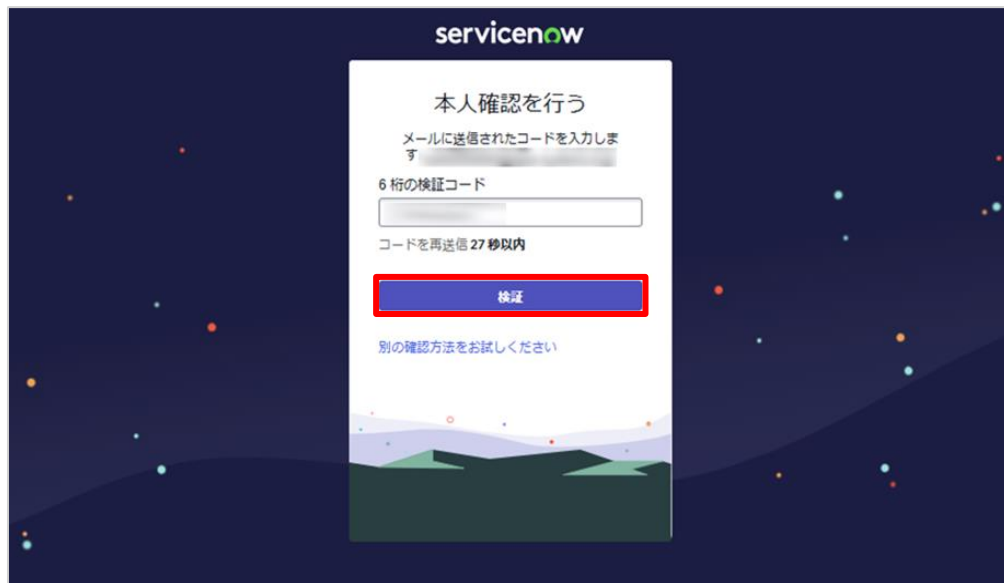 servicenow
本人確認を行う
メールに送信されたコードを入力しま
す
6 桁の検証コード
コードを再送信 27 秒以内
検証
別の確認方法をお試しください